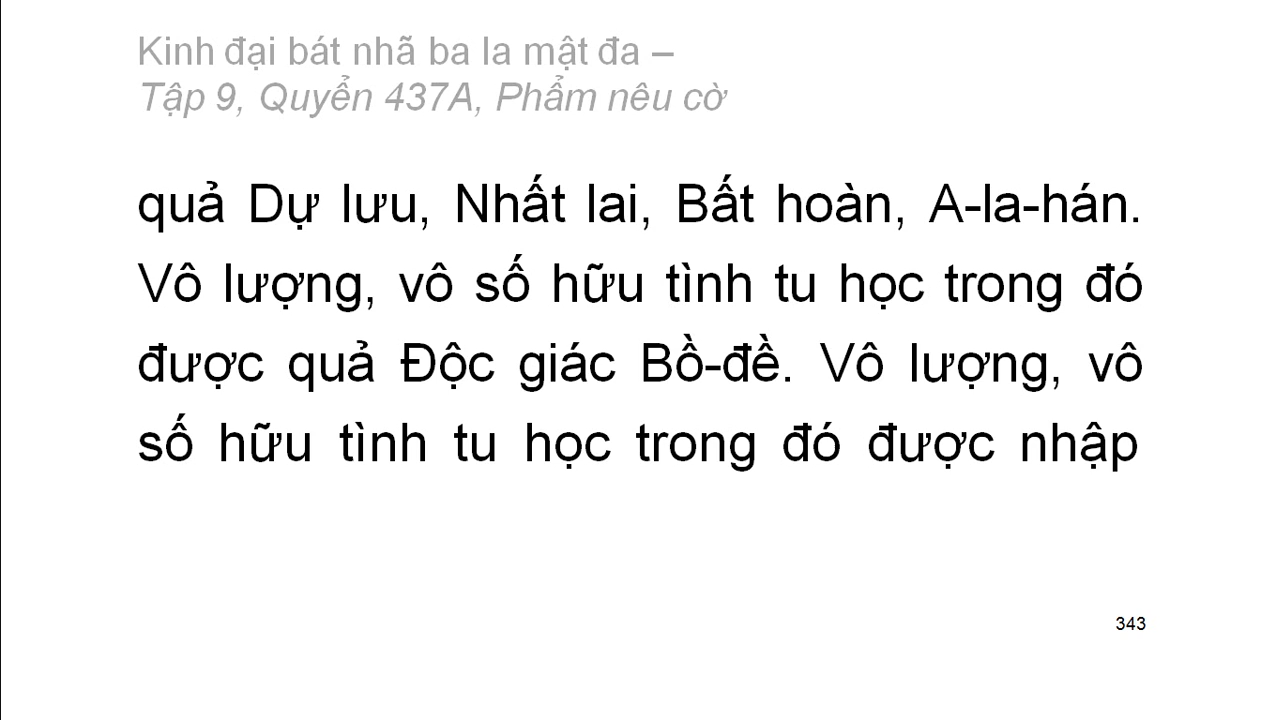 Kinh đại bát nhã ba la mật đa –
Tập 9, Quyển 437A, Phẩm nêu cờ
quả Dự lưu, Nhất lai, Bất hoàn, A-la-hán.
Vô lượng, vô số hữu tình tu học trong đó
được quả Độc giác Bồ-đề. Vô lượng, vô
số hữu tình tu học trong đó được nhập
343